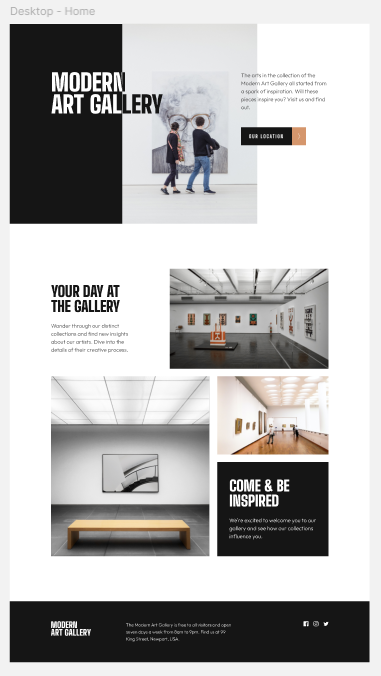 Desktop – Home
MODERN
ART GALLERY
The arts in the collection of the
Modern Art Gallery all started from
a spark of inspiration. Will these
pieces inspire you? Visit us and find
out.
OUR LOCATION
YOUR DAY AT
THE GALLERY
Wander through our distinct
collections and find new insights
about our artists. Dive into the
details of their creative process.
COME & BE
INSPIRED
We're excited to welcome you to our
gallery and see how our collections
influence you.
MODERN
ART GALLERY
The Modern Art Gallery is free to all visitors and open
seven days a week from 8am to 9pm. Find us at 99
King Street, Newport, USA.